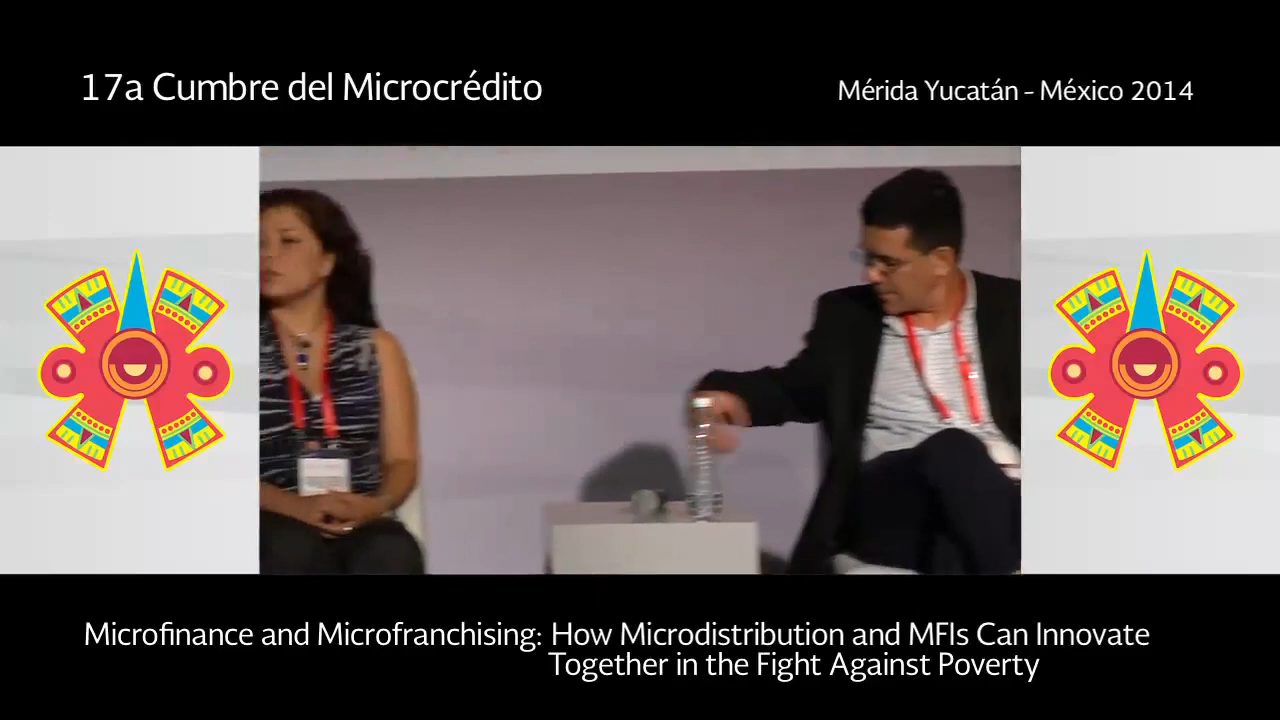 17a Cumbre del Microcrédito
Mérida Yucatán - México 2014
Microfinance and Microfranchising: How Microdistribution and MFIs Can Innovate
Together in the Fight Against Poverty